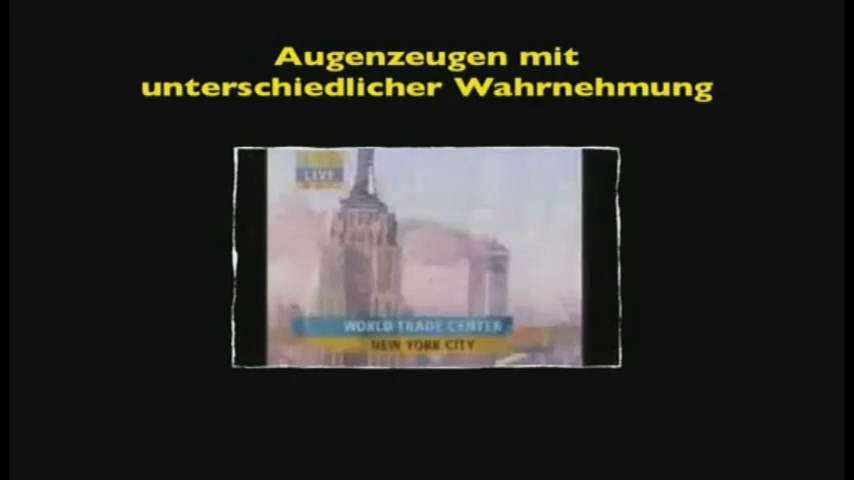 Augenzeugen mit
unterschiedlicher Wahrnehmung
LIVE
WORLD TRADE CENTER
NEW YORK CITY